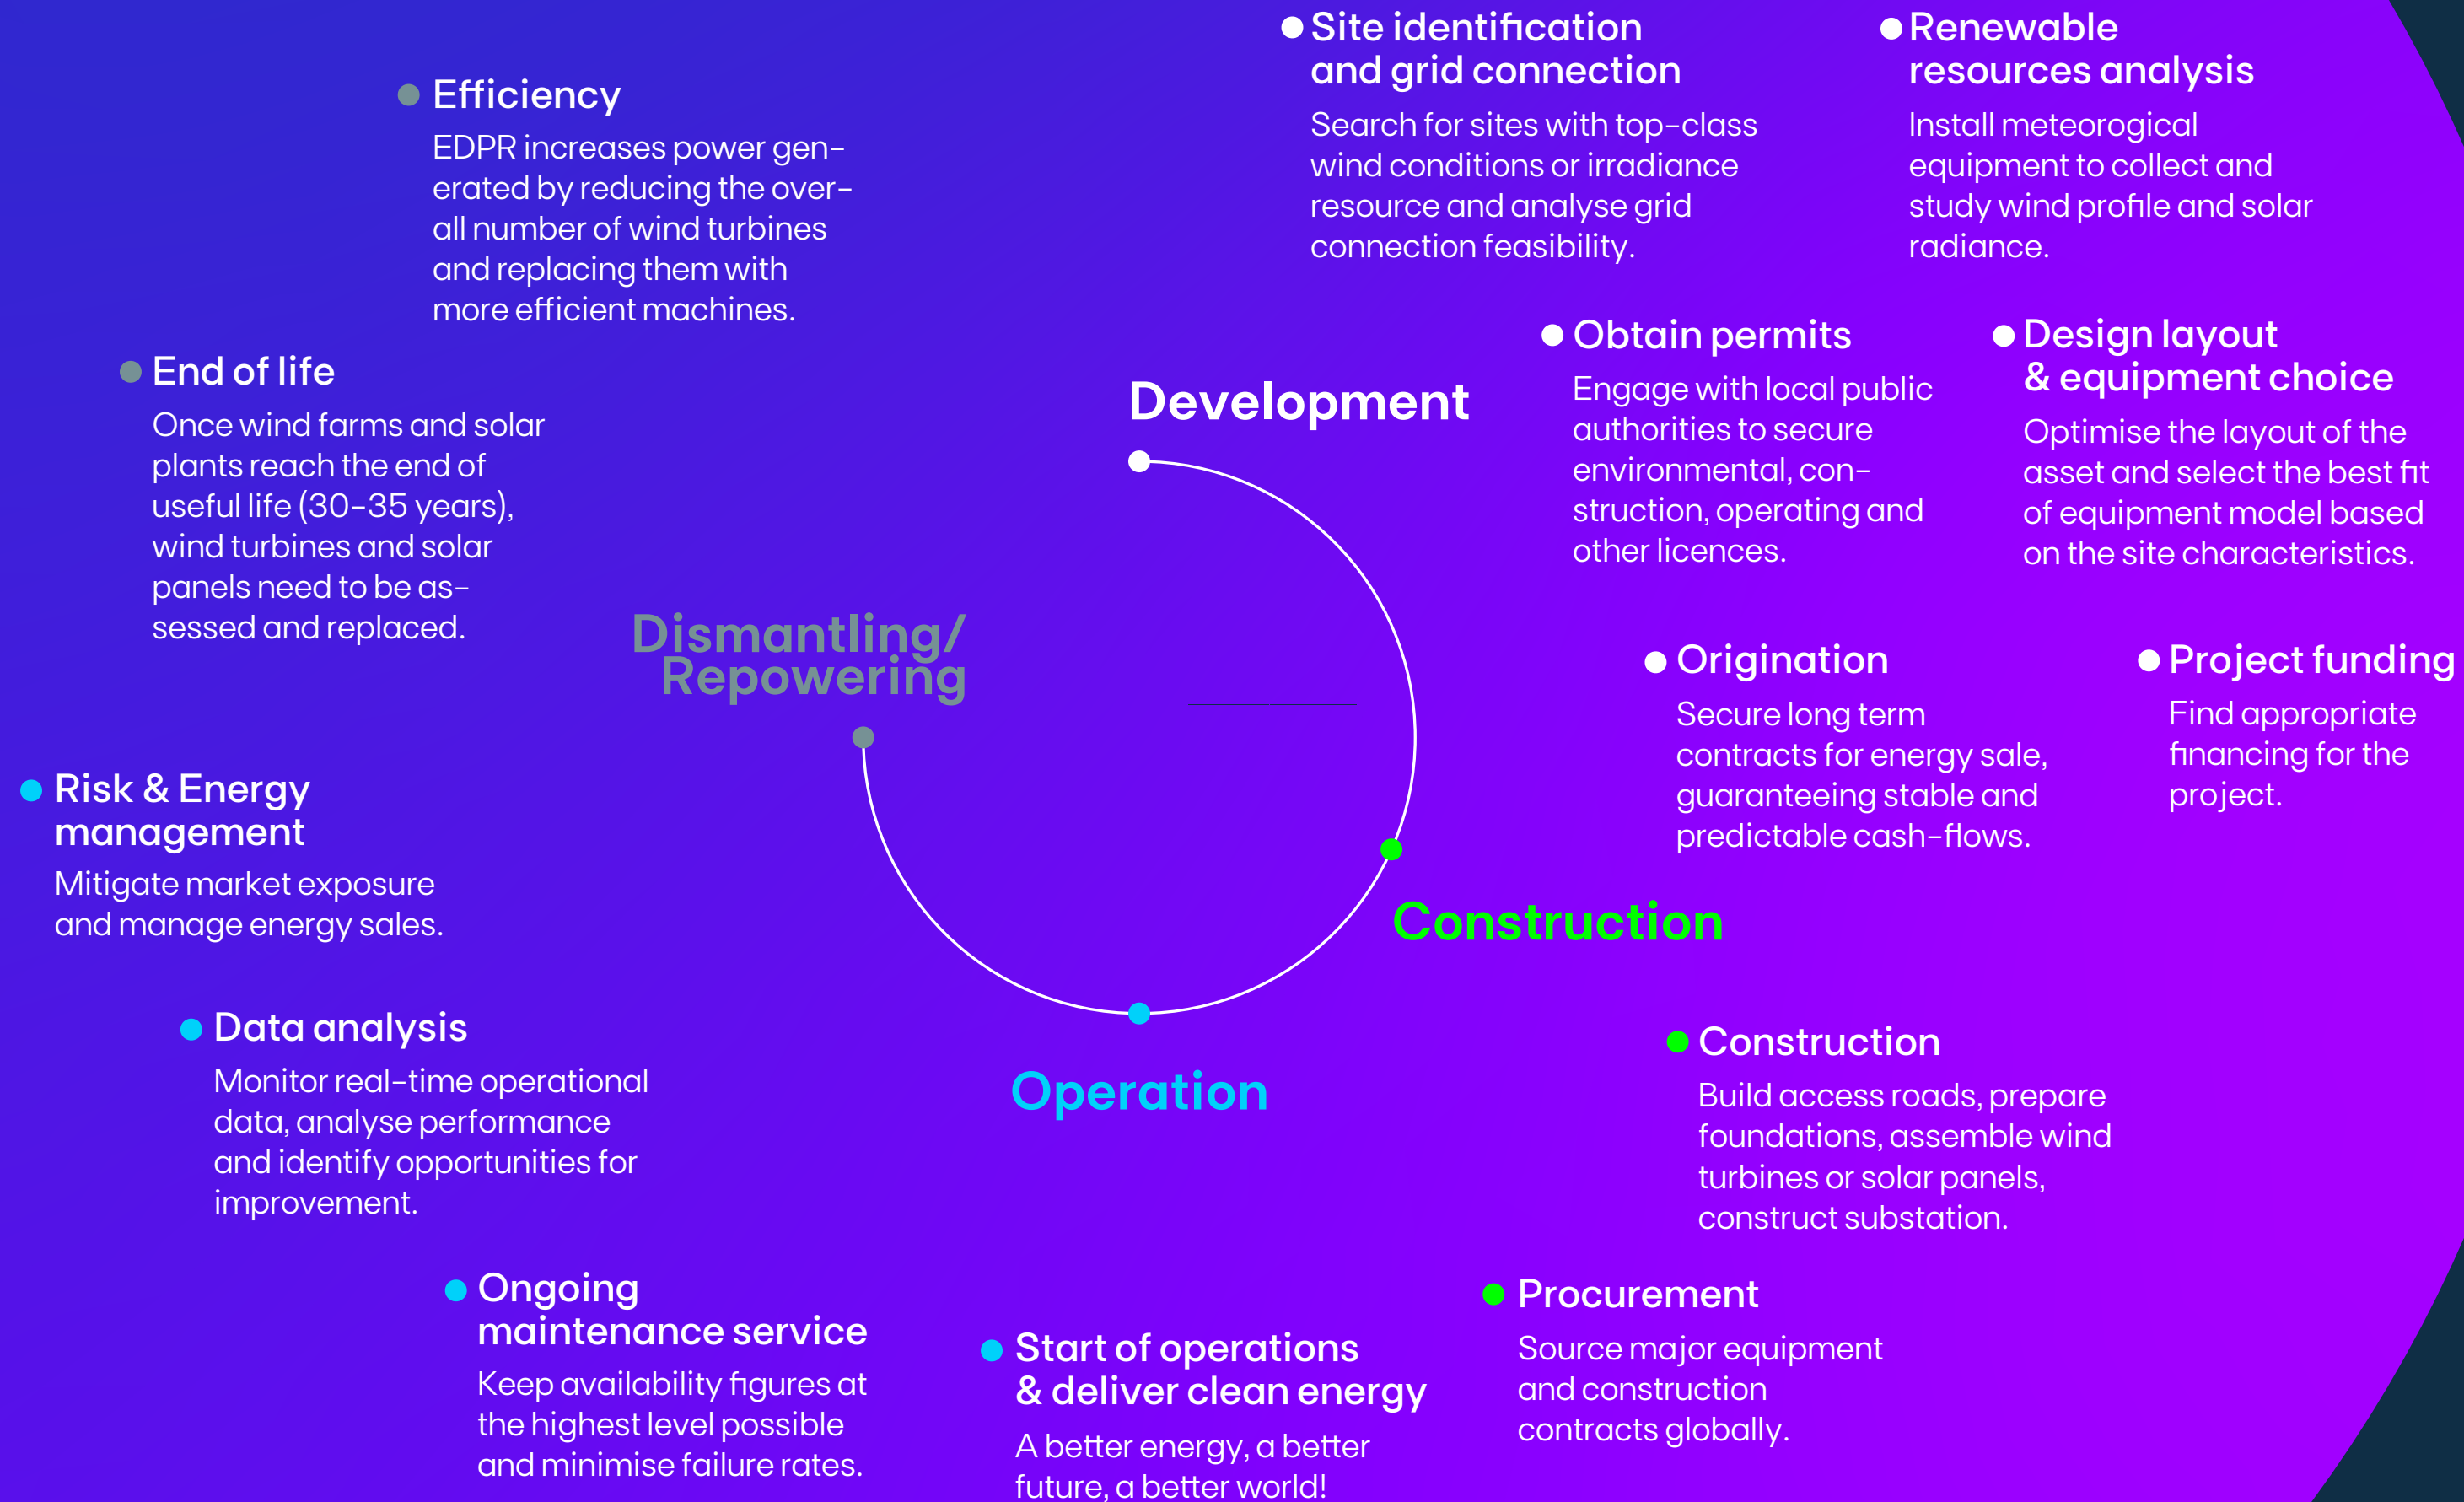 Site identification
and grid connection
Search for sites with top-class
wind conditions or irradiance
resource and analyse grid
connection feasibility.
Renewable
resources analysis
Install meteorogical
equipment to collect and
study wind profile and solar
radiance.
Efficiency
EDPR increases power gen-
erated by reducing the over-
all number of wind turbines
and replacing them with
more efficient machines.
Obtain permits
Engage with local public
authorities to secure
environmental, con-
struction, operating and
other licences.
Design layout
& equipment choice
Optimise the layout of the
asset and select the best fit
of equipment model based
on the site characteristics.
End of life
Once wind farms and solar
plants reach the end of
useful life (30-35 years),
wind turbines and solar
panels need to be as-
sessed and replaced.
Development
Dismantling/
Repowering
Origination
Secure long term
contracts for energy sale,
guaranteeing stable and
predictable cash-flows.
Project funding
Find appropriate
financing for the
project.
Risk & Energy
management
Mitigate market exposure
and manage energy sales.
Construction
Data analysis
Monitor real-time operational
data, analyse performance
and identify opportunities for
improvement.
Operation
Construction
Build access roads, prepare
foundations, assemble wind
turbines or solar panels,
construct substation.
Ongoing
maintenance service
Keep availability figures at
the highest level possible
and minimise failure rates.
Start of operations
& deliver clean energy
A better energy, a better
future, a better world!
Procurement
Source major equipment
and construction
contracts globally.